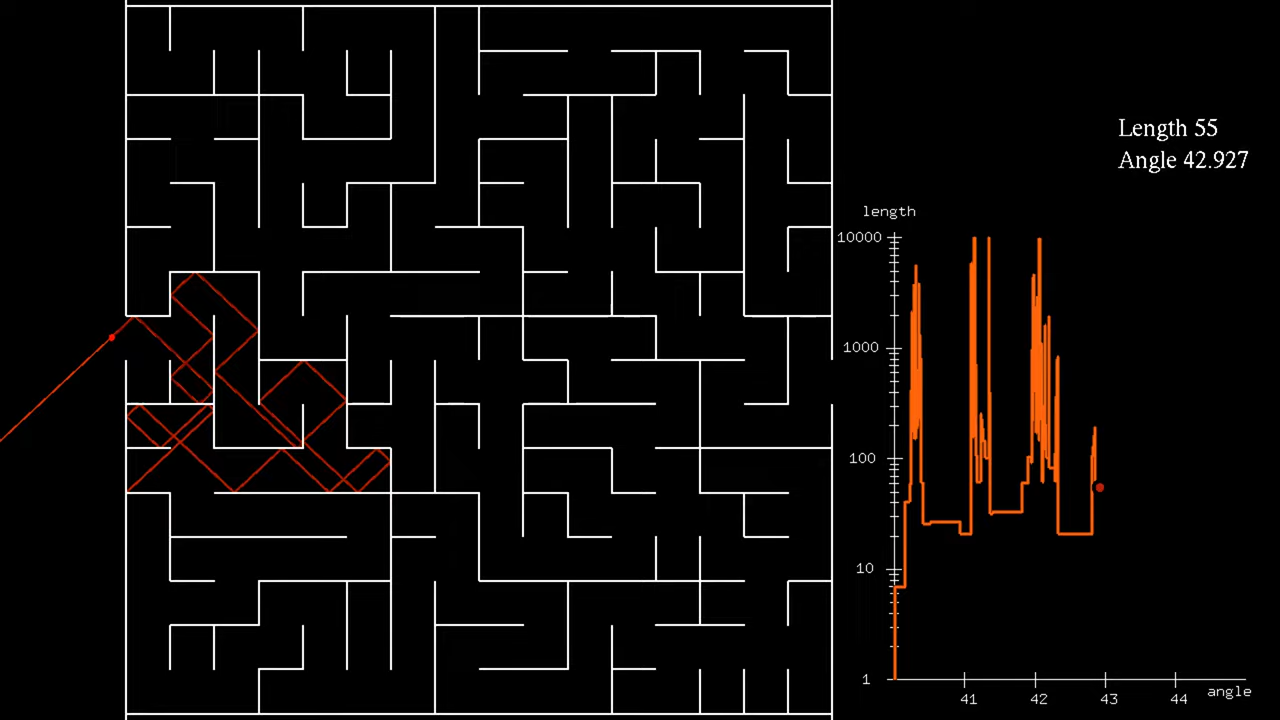 Length 55
Angle 42.927
length
10000
1000
100
10
1
41 42 43 44
angle